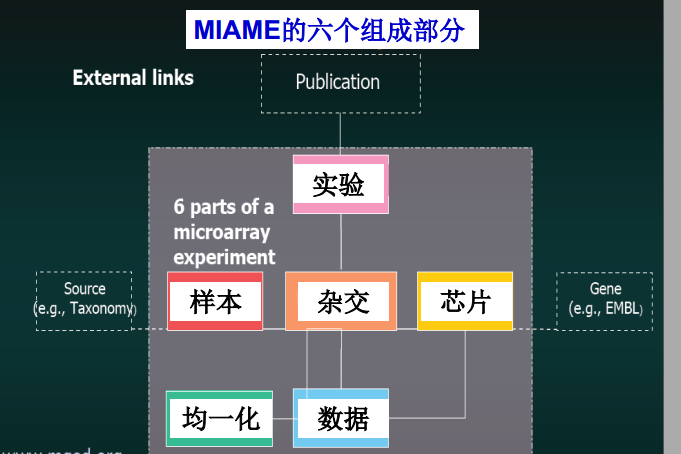 MIAME的六个组成部分
External links
Publication
实验
6 parts of a
microarray
experiment
Source
(e.g., Taxonomy)
样本
杂交
芯片
Gene
(e.g., EMBL)
均一化
数据